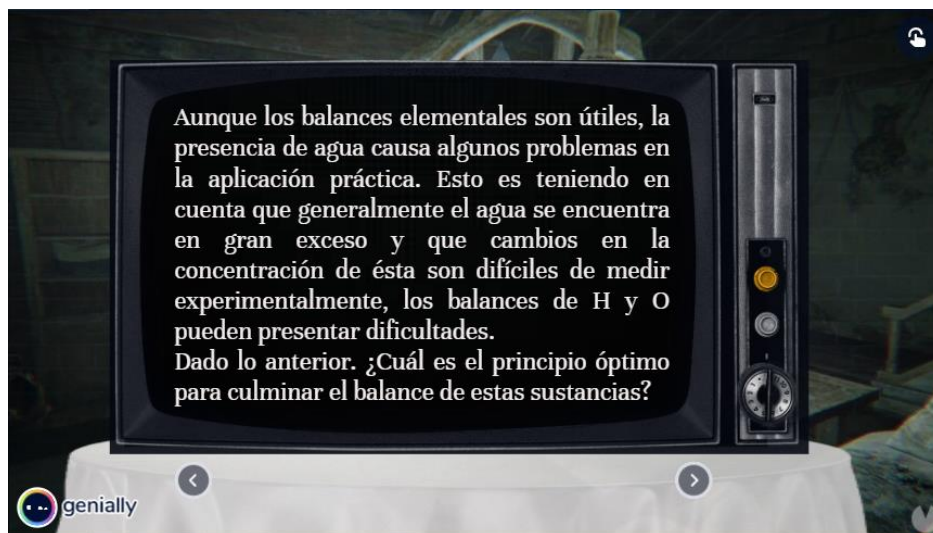 Aunque los balances elementales son útiles, la
presencia de agua causa algunos problemas en
la aplicación práctica. Esto es teniendo en
cuenta que generalmente el agua se encuentra
en gran exceso y que cambios en la
concentración de ésta son difíciles de medir
experimentalmente, los balances de H y O
pueden presentar dificultades.
Dado lo anterior. ¿Cuál es el principio óptimo
para culminar el balance de estas sustancias?
genially